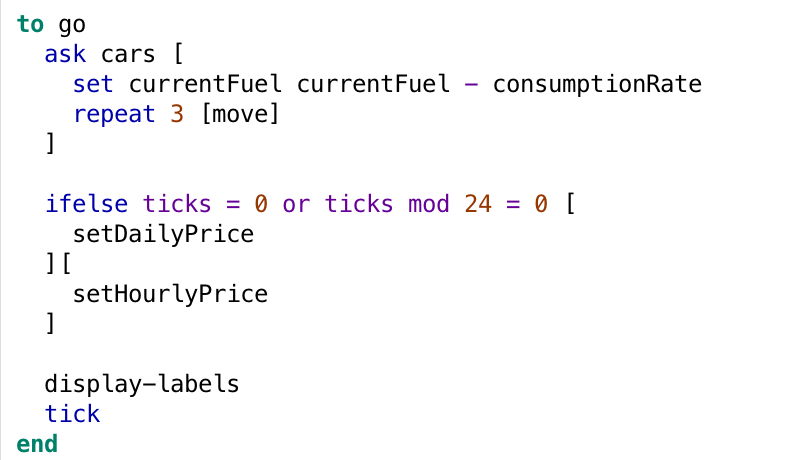 to go
  ask cars [
    set currentFuel currentFuel - consumptionRate
    repeat 3 [move]
  ]

  ifelse ticks = 0 or ticks mod 24 = 0 [
    setDailyPrice
  ][
    setHourlyPrice
  ]

  display-labels
  tick
end